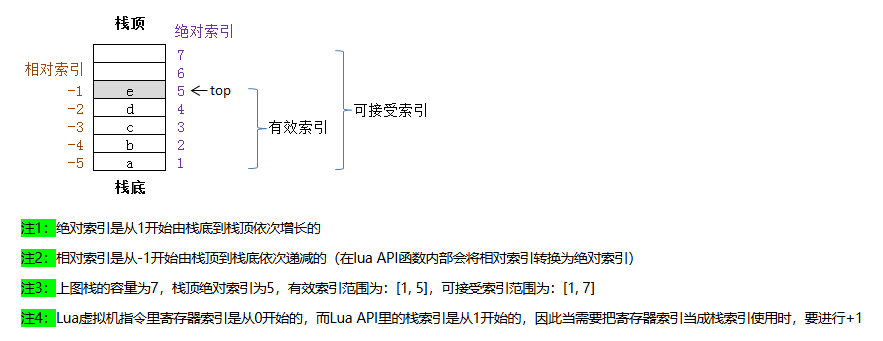 栈顶
绝对索引
7
6
相对索引
-1 e 5 ←top
-2 d 4
-3 c 3
-4 b 2
-5 a 1
有效索引
可接受索引
栈底
注1：绝对索引是从1开始由栈底到栈顶依次增长的
注2：相对索引是从-1开始由栈顶到栈底依次递减的（在lua API函数内部会将相对索引转换为绝对索引）
注3：上图栈的容量为7，栈顶绝对索引为5，有效索引范围为：[1, 5]，可接受索引范围为：[1, 7]
注4：Lua虚拟机指令里寄存器索引是从0开始的，而Lua API里的栈索引是从1开始的，因此当需要把寄存器索引当成栈索引使用时，要进行+1